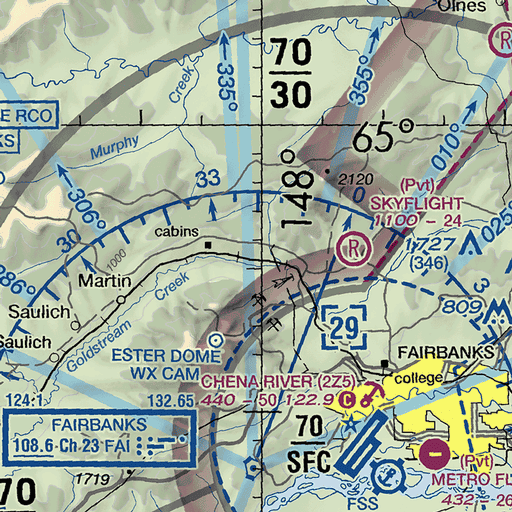 Olnes
R
E RCO
KS
Creek
335°
70
30
355°
Murphy
65°
010°
306°
33
148°
2120
(Pvt)
SKYFLIGHT
1100 - 24
0
R
025°
30
cabins
1727
(346)
286°
1000
Martin
Creek
3
Saulich
Saulich
Goldstream
809
29
ESTER DOME
WX CAM
FAIRBANKS
college
124:1
132.65
CHENA RIVER (2Z5)
440 - 50 122.9 C
FAIRBANKS
108.6 Ch 23 FAI
70
SFC
1719
70
FSS
(Pvt)
METRO FL
432 - 26